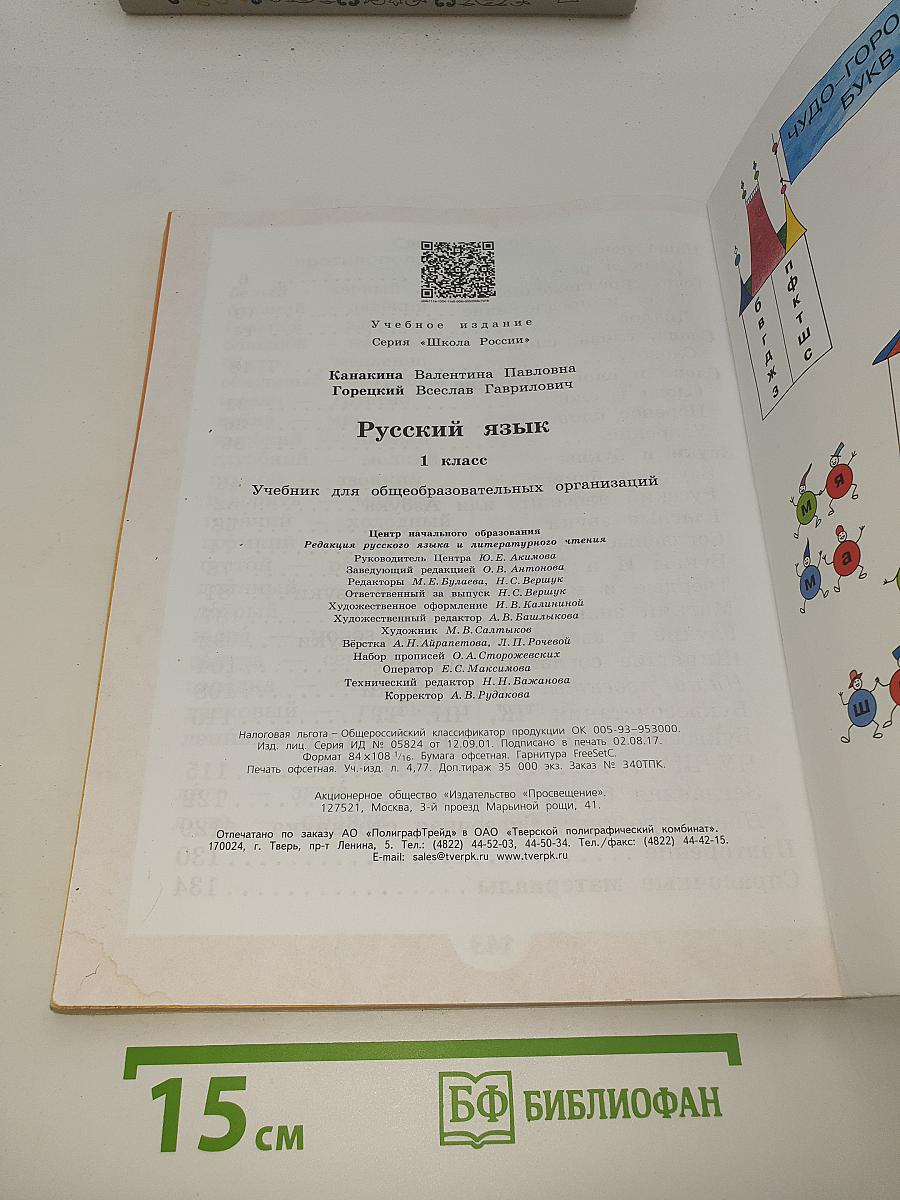 Учебное издание
Серия «Школа России»
Канакина Валентина Павловна
Горецкий Всеслав Гаврилович
Русский язык
1 класс
Учебник для общеобразовательных организаций
Центр начального образования
Редакция русского языка и литературного чтения
Руководитель Центра Ю. Е. Акимова
Заведующий редакцией О. В. Антонова
Редакторы М. Е. Булаева, Н. С. Вершук
Ответственный за выпуск Н. С. Вершук
Художественное оформление И. В. Калининой
Художественный редактор А. В. Башлыкова
Художник М. В. Салтыков
Вёрстка А. Н. Айрапетова, Л. П. Рочевой
Набор прописей О. А. Сторожевских
Оператор Е. С. Максимова
Технический редактор Н. Н. Бажанова
Корректор А. В. Рудакова
Налоговая льгота – Общероссийский классификатор продукции ОК 005-93–953000.
Изд. лиц. Серия ИД № 05824 от 12.09.01. Подписано в печать 02.08.17.
Формат 84×108 1/16. Бумага офсетная. Гарнитура FreeSetC.
Печать офсетная. Уч.-изд. л. 4,77. Доп.тираж 35 000 экз. Заказ № 340ТПК.
Акционерное общество «Издательство «Просвещение».
127521, Москва, 3-й проезд Марьиной рощи, 41.
Отпечатано по заказу АО «ПолиграфТрейд» в ОАО «Тверской полиграфический комбинат».
170024, г. Тверь, пр-т Ленина, 5. Тел.: (4822) 44-52-03, 44-50-34. Тел./факс: (4822) 44-42-15.
E-mail: sales@tverpk.ru www.tverpk.ru
ЧУДО–ГОРО
БУКВ
б п
в ф
г к
д т
ж ш
з с
м я
м а
ш
15 см
БФ БИБЛИОФАН